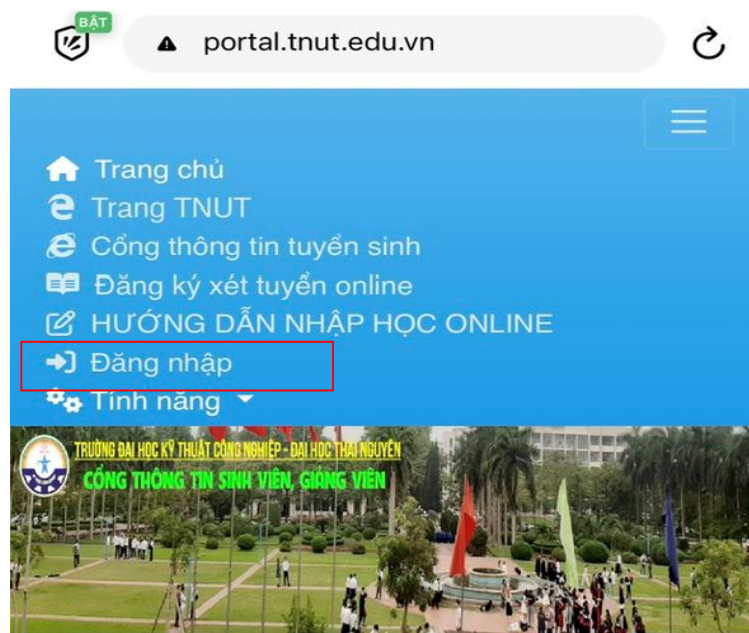 BẬT
portal.tnut.edu.vn
Trang chủ
Trang TNUT
Cổng thông tin tuyển sinh
Đăng ký xét tuyển online
HƯỚNG DẪN NHẬP HỌC ONLINE
Đăng nhập
Tính năng
TRƯỜNG ĐẠI HỌC KỸ THUẬT CÔNG NGHIỆP - ĐẠI HỌC THÁI NGUYÊN
CỔNG THÔNG TIN SINH VIÊN, GIẢNG VIÊN